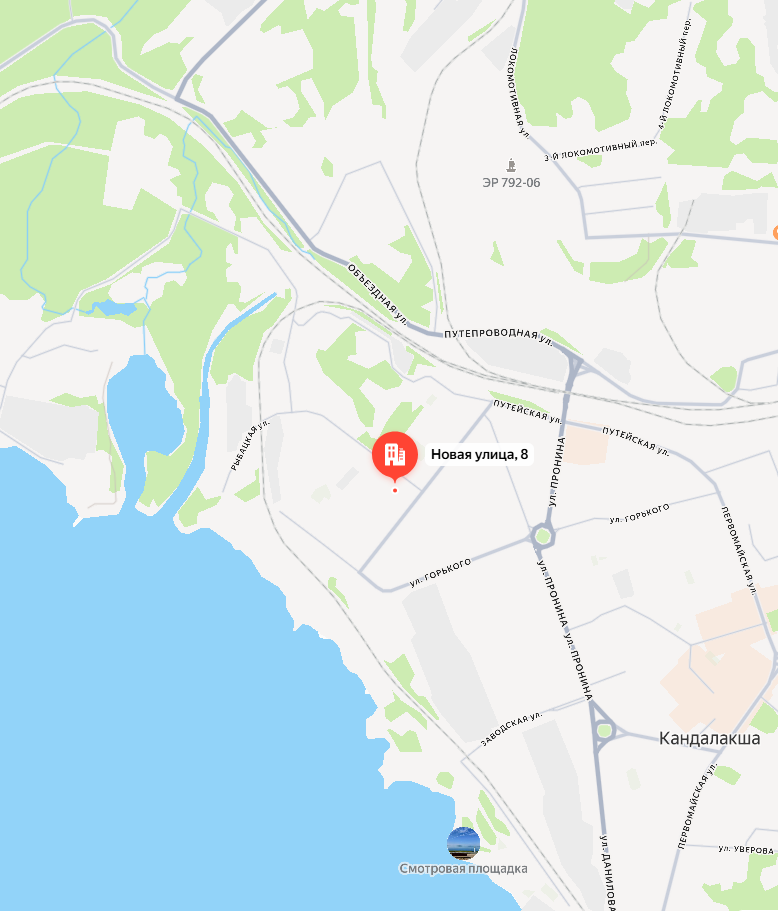 ЛОКОМОТИВНАЯ ул.
4-Й ЛОКОМОТИВНЫЙ пер.
3-Й ЛОКОМОТИВНЫЙ пер.
ЭР 792-06
ОБЪЕЗДНАЯ ул.
ПУТЕПРОВОДНАЯ ул.
ПУТЕЙСКАЯ ул.
ПУТЕЙСКАЯ ул.
РЫБАЦКАЯ ул.
Новая улица, 8
ул. ПРОНИНА
ул. ГОРЬКОГО
ПЕРВОМАЙСКАЯ ул.
ул. ГОРЬКОГО
ул. ПРОНИНА
ул. ПРОНИНА
ЗАВОДСКАЯ ул.
Кандалакша
ПЕРВОМАЙСКАЯ ул.
ул. УВЕРОВА
ул. ДАНИЛОВА
Смотровая площадка